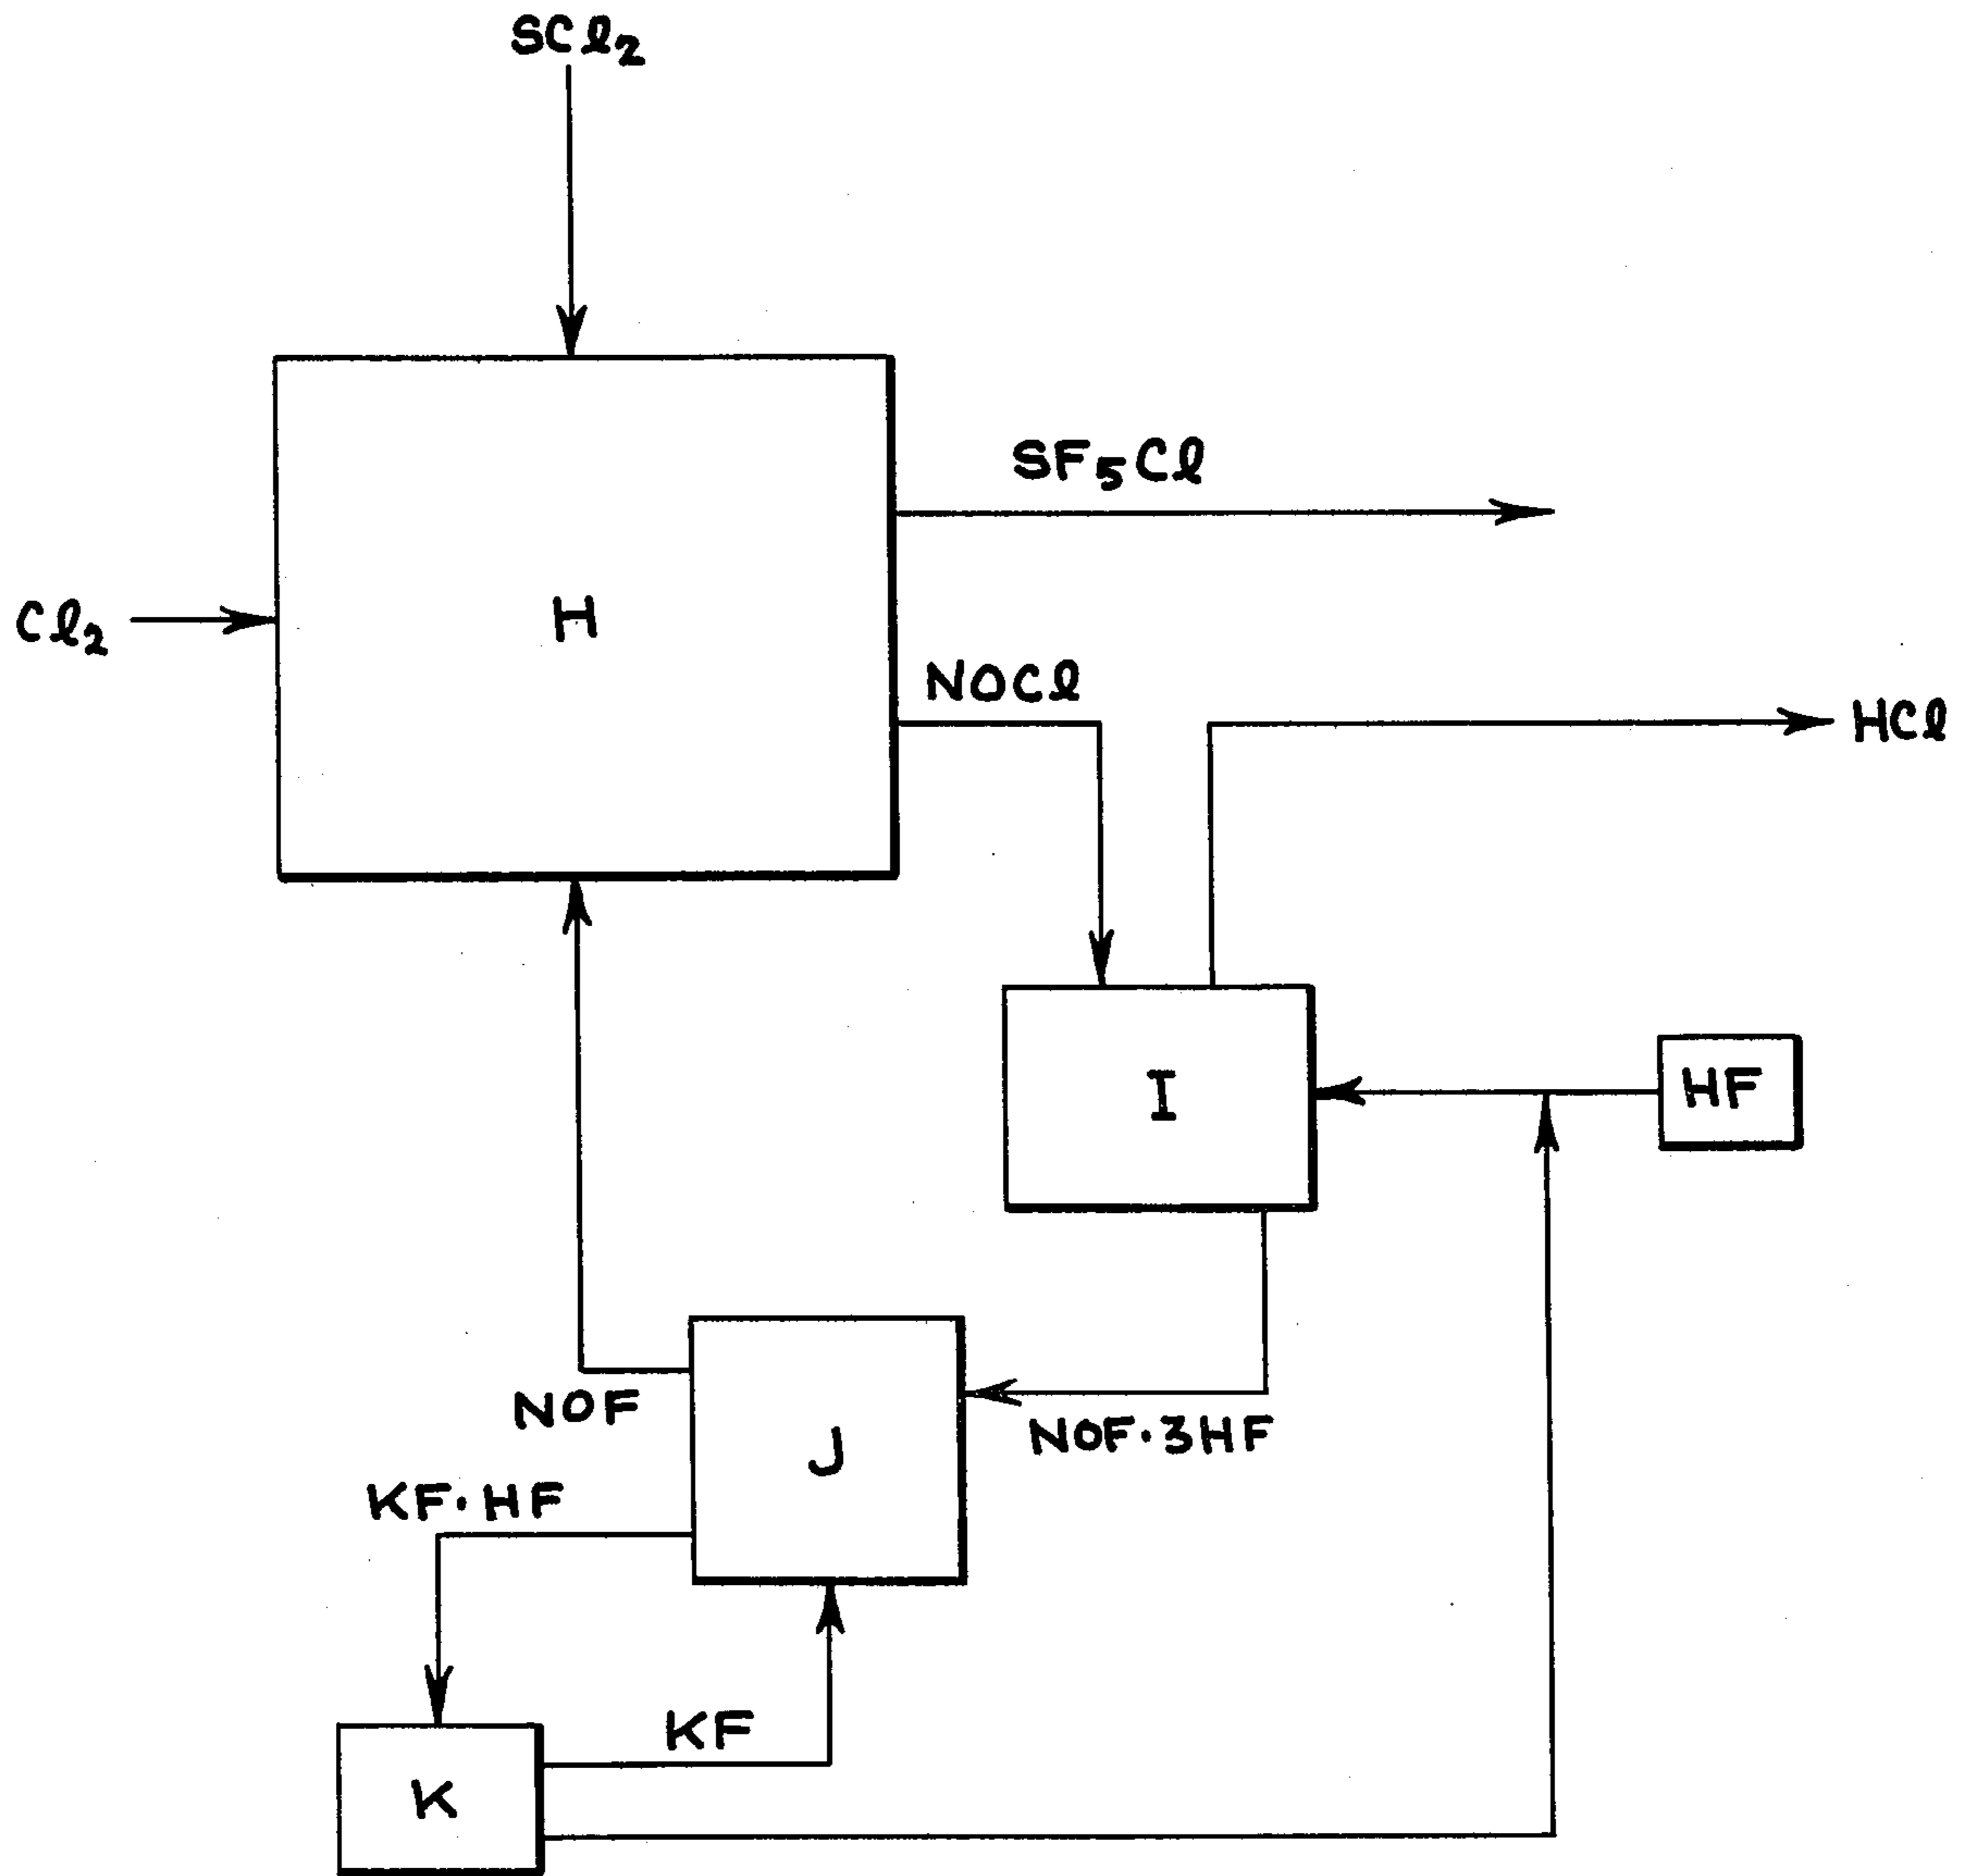 SCl₂
SF₅Cl
Cl₂
H
NOCl
HCl
HF
I
NOF
J
NOF·3HF
KF·HF
KF
K